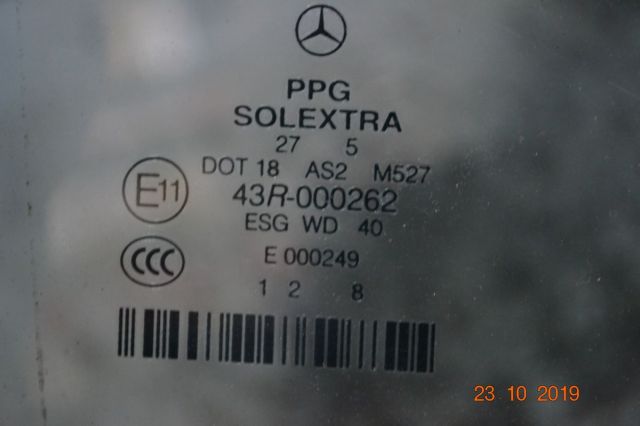 PPG
SOLEXTRA
27 5
DOT 18 AS2 M527
E11 43R-000262
ESG WD 40
CCC E 000249
1 2 8
23 10 2019